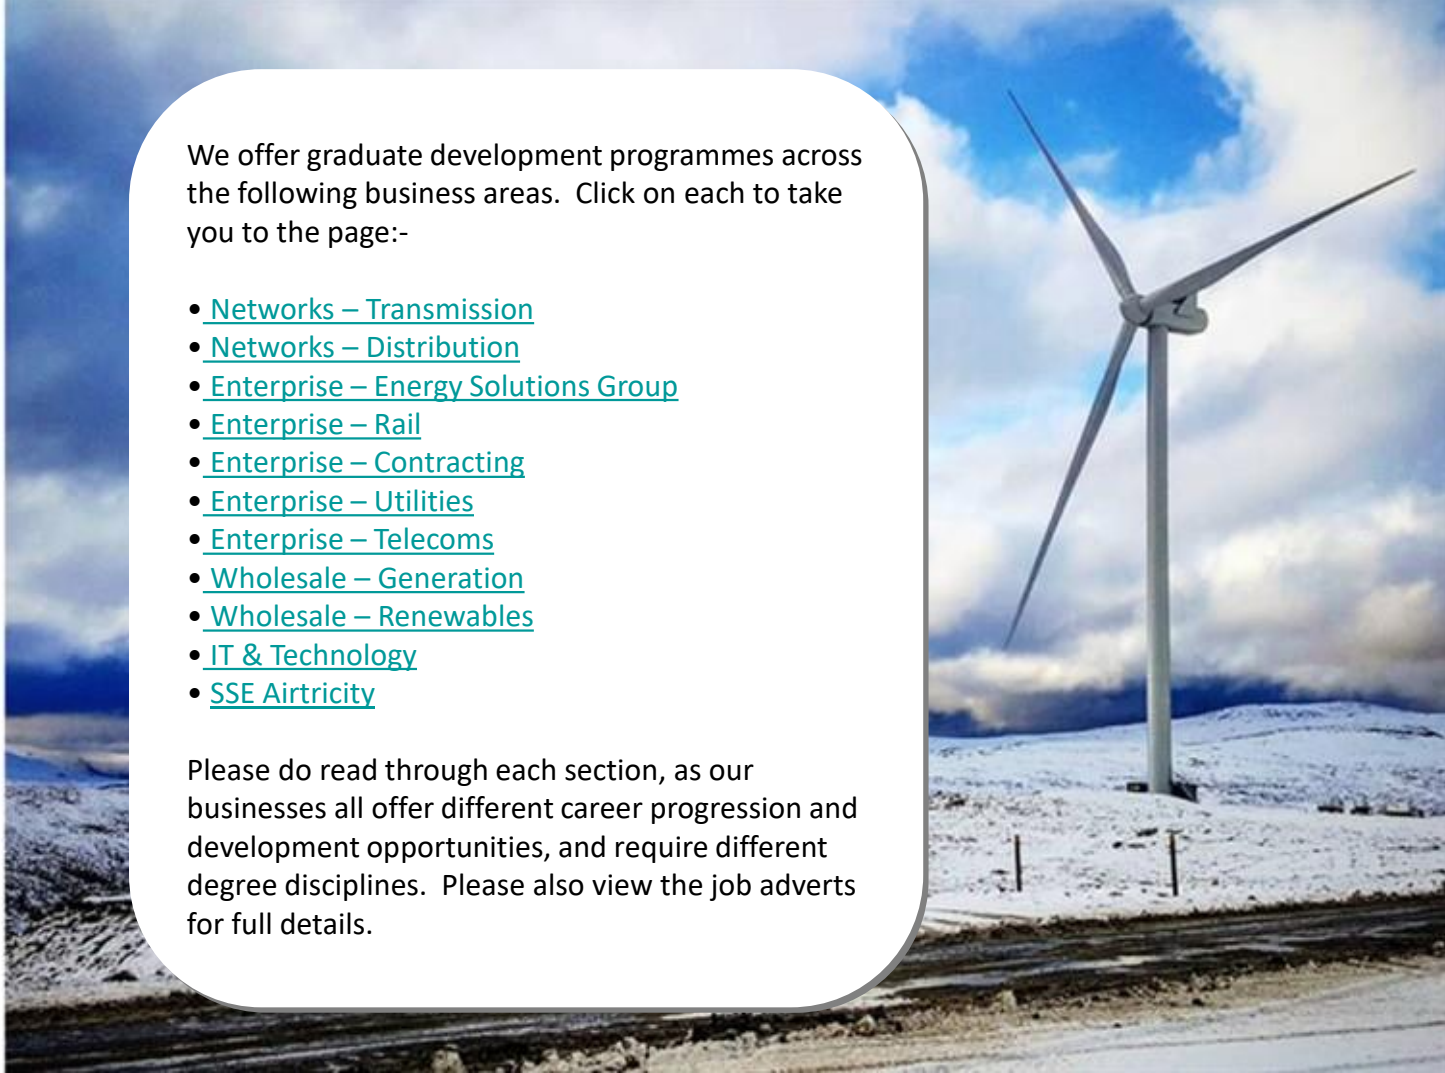 We offer graduate development programmes across
the following business areas.  Click on each to take
you to the page:-
• Networks – Transmission
• Networks – Distribution
• Enterprise – Energy Solutions Group
• Enterprise – Rail
• Enterprise – Contracting
• Enterprise – Utilities
• Enterprise – Telecoms
• Wholesale – Generation
• Wholesale – Renewables
• IT & Technology
• SSE Airtricity
Please do read through each section, as our
businesses all offer different career progression and
development opportunities, and require different
degree disciplines.  Please also view the job adverts
for full details.